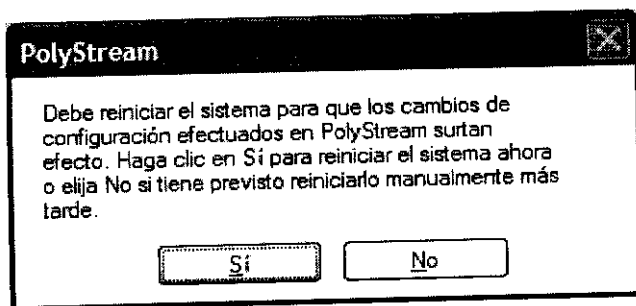 PolyStream
Debe reiniciar el sistema para que los cambios de
configuración efectuados en PolyStream surtan
efecto. Haga clic en Sí para reiniciar el sistema ahora
o elija No si tiene previsto reiniciarlo manualmente más
tarde.
Sí
No